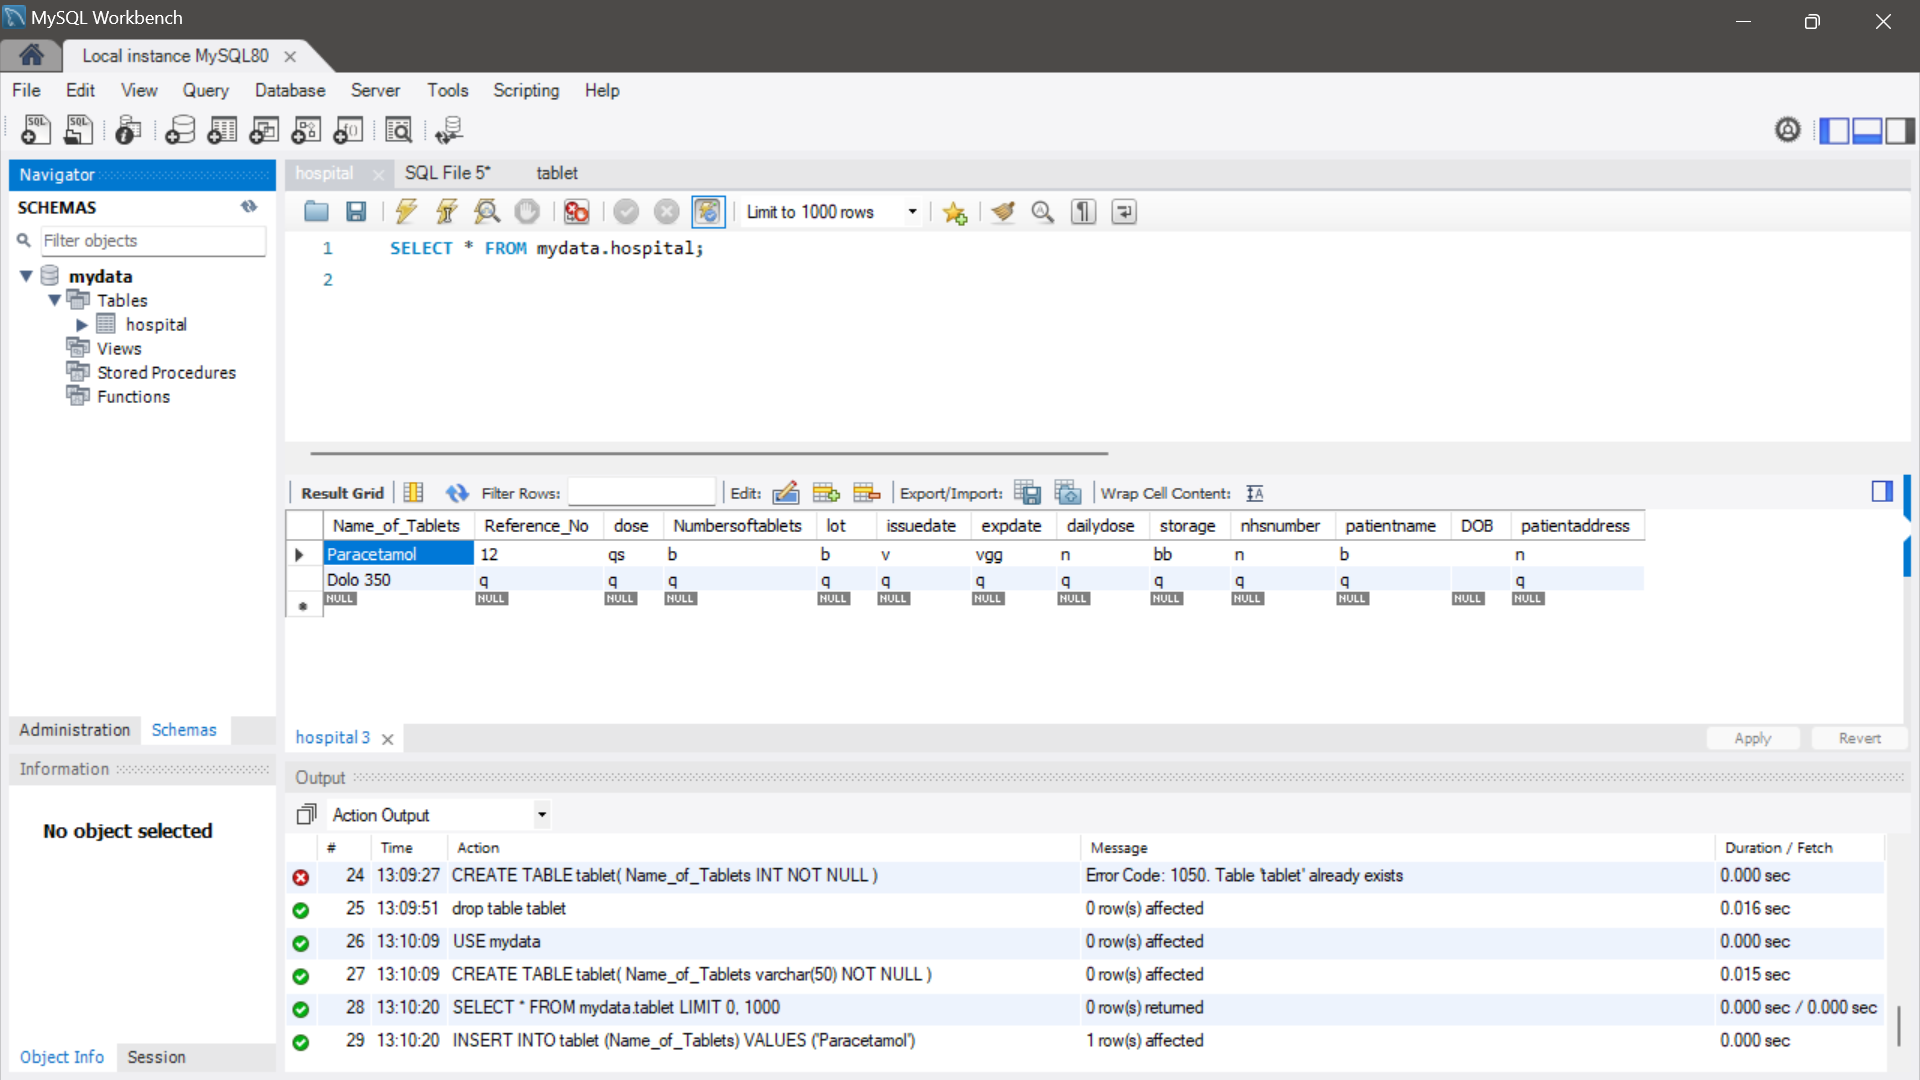 MySQL Workbench
Local instance MySQL80
File Edit View Query Database Server Tools Scripting Help
Navigator
SCHEMAS
Filter objects
mydata
Tables
hospital
Views
Stored Procedures
Functions
Administration Schemas
Information
No object selected
Object Info Session
hospital SQL File 5* tablet
Limit to 1000 rows
1 SELECT * FROM mydata.hospital;
2
Result Grid Filter Rows: Edit: Export/Import: Wrap Cell Content:
Name_of_Tablets Reference_No dose Numbersoftablets lot issuedate expdate dailydose storage nhsnumber patientname DOB patientaddress
Paracetamol 12 qs b b v vgg n bb n b n
Dolo 350 q q q q q q q q q q q
NULL NULL NULL NULL NULL NULL NULL NULL NULL NULL NULL NULL NULL
hospital 3 Apply Revert
Output
Action Output
# Time Action Message Duration / Fetch
24 13:09:27 CREATE TABLE tablet( Name_of_Tablets INT NOT NULL ) Error Code: 1050. Table 'tablet' already exists 0.000 sec
25 13:09:51 drop table tablet 0 row(s) affected 0.016 sec
26 13:10:09 USE mydata 0 row(s) affected 0.000 sec
27 13:10:09 CREATE TABLE tablet( Name_of_Tablets varchar(50) NOT NULL ) 0 row(s) affected 0.015 sec
28 13:10:20 SELECT * FROM mydata.tablet LIMIT 0, 1000 0 row(s) returned 0.000 sec / 0.000 sec
29 13:10:20 INSERT INTO tablet (Name_of_Tablets) VALUES ('Paracetamol') 1 row(s) affected 0.000 sec